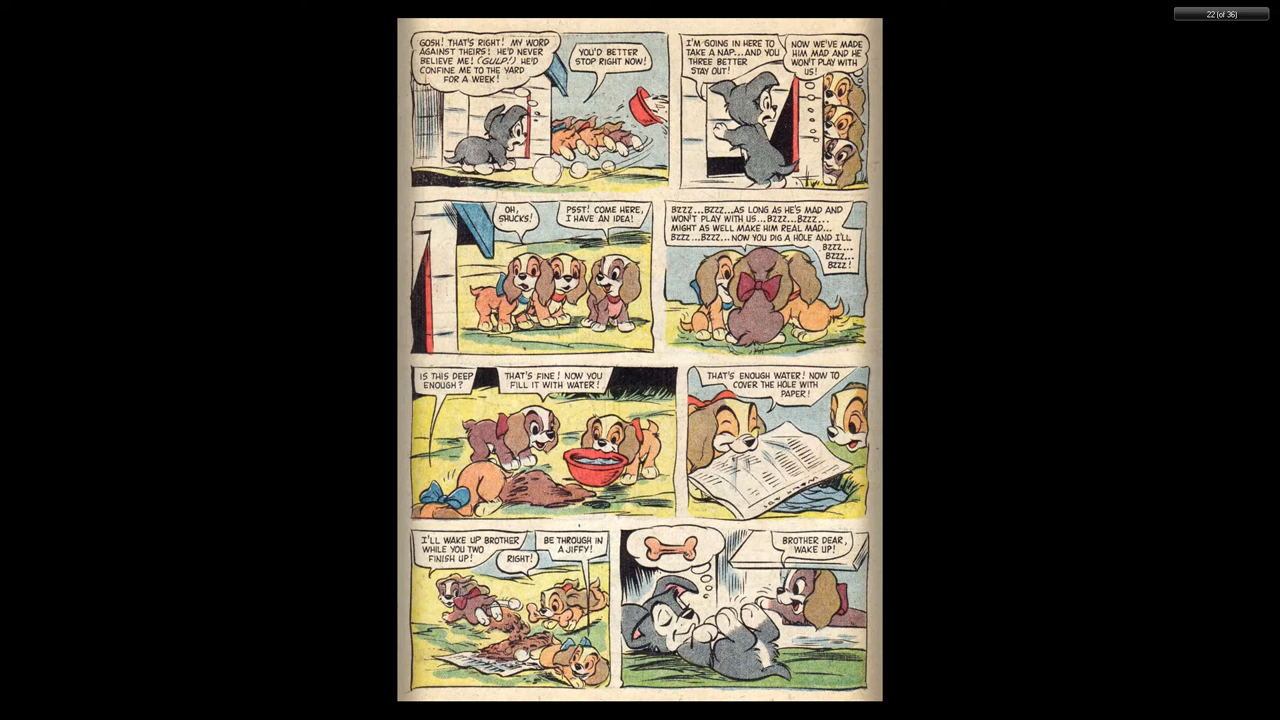 22 (of 36)
GOSH! THAT'S RIGHT! MY WORD
AGAINST THEIRS! HE'D NEVER
BELIEVE ME! (GULP!) HE'D
CONFINE ME TO THE YARD
FOR A WEEK!
YOU'D BETTER
STOP RIGHT NOW!
I'M GOING IN HERE TO
TAKE A NAP...AND YOU
THREE BETTER
STAY OUT!
NOW WE'VE MADE
HIM MAD AND HE
WON'T PLAY WITH
US!
OH,
SHUCKS!
PSST! COME HERE,
I HAVE AN IDEA!
BZZZ...BZZZ...AS LONG AS HE'S MAD AND
WON'T PLAY WITH US...BZZZ...BZZZ...
MIGHT AS WELL MAKE HIM REAL MAD...
BZZZ...BZZZ...NOW YOU DIG A HOLE AND I'LL
BZZZ...
BZZZ...
BZZZ!
IS THIS DEEP
ENOUGH?
THAT'S FINE! NOW YOU
FILL IT WITH WATER!
THAT'S ENOUGH WATER! NOW TO
COVER THE HOLE WITH
PAPER!
I'LL WAKE UP BROTHER
WHILE YOU TWO
FINISH UP!
RIGHT!
BE THROUGH IN
A JIFFY!
BROTHER DEAR,
WAKE UP!